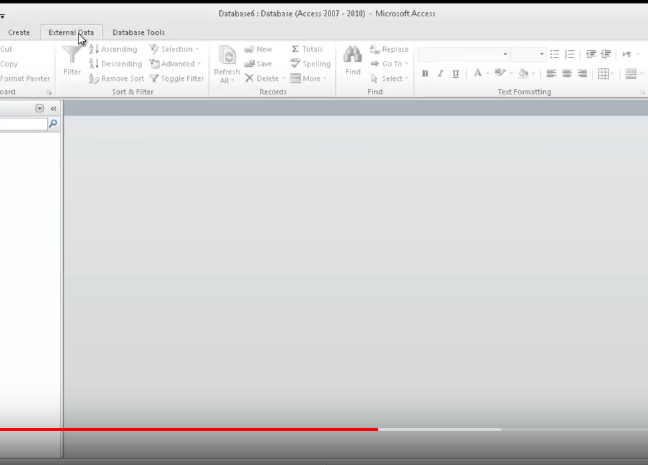 Database6 : Database (Access 2007 - 2010) - Microsoft Access
Create External Data Database Tools
Cut Ascending Selection New Σ Totals Replace
Copy Descending Advanced Save Spelling Go To
Format Painter Filter Remove Sort Toggle Filter Refresh All Delete More Find Select B I U A
oard Sort & Filter Records Find Text Formatting